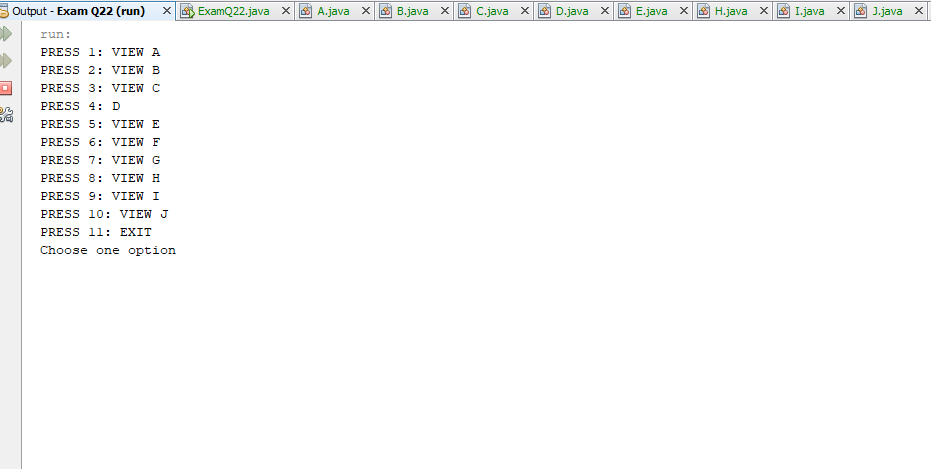 Output - Exam Q22 (run) ExamQ22.java A.java B.java C.java D.java E.java H.java I.java J.java
run:
PRESS 1: VIEW A
PRESS 2: VIEW B
PRESS 3: VIEW C
PRESS 4: D
PRESS 5: VIEW E
PRESS 6: VIEW F
PRESS 7: VIEW G
PRESS 8: VIEW H
PRESS 9: VIEW I
PRESS 10: VIEW J
PRESS 11: EXIT
Choose one option